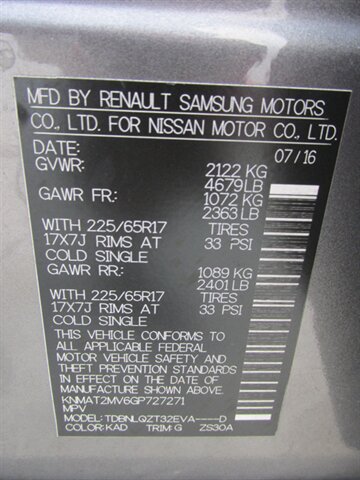 MFD BY RENAULT SAMSUNG MOTORS
CO., LTD. FOR NISSAN MOTOR CO., LTD.
DATE: 07/16
GVWR: 2122 KG
4679 LB
GAWR FR: 1072 KG
2363 LB
WITH 225/65R17 TIRES
17X7J RIMS AT 33 PSI
COLD SINGLE
GAWR RR: 1089 KG
2401 LB
WITH 225/65R17 TIRES
17X7J RIMS AT 33 PSI
COLD SINGLE
THIS VEHICLE CONFORMS TO
ALL APPLICABLE U.S. FEDERAL
MOTOR VEHICLE SAFETY AND
THEFT PREVENTION STANDARDS
IN EFFECT ON THE DATE OF
MANUFACTURE SHOWN ABOVE.
KNMAT2MV6GP727271
MPV
MODEL: TDBNLQZT32EVA----D
COLOR: KAD TRIM: G ZS30A